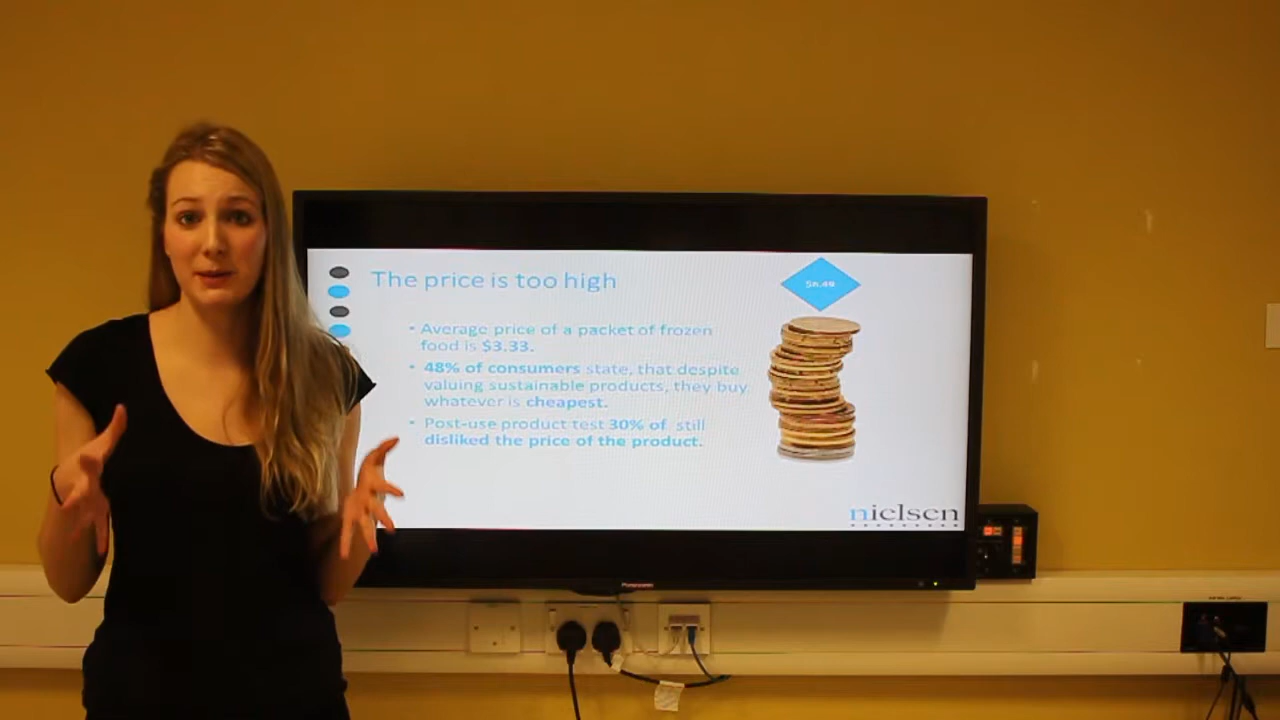 The price is too high
• Average price of a packet of frozen
food is $3.33.
• 48% of consumers state, that despite
valuing sustainable products, they buy
whatever is cheapest.
• Post-use product test 30% of still
disliked the price of the product.
nielsen
Panasonic